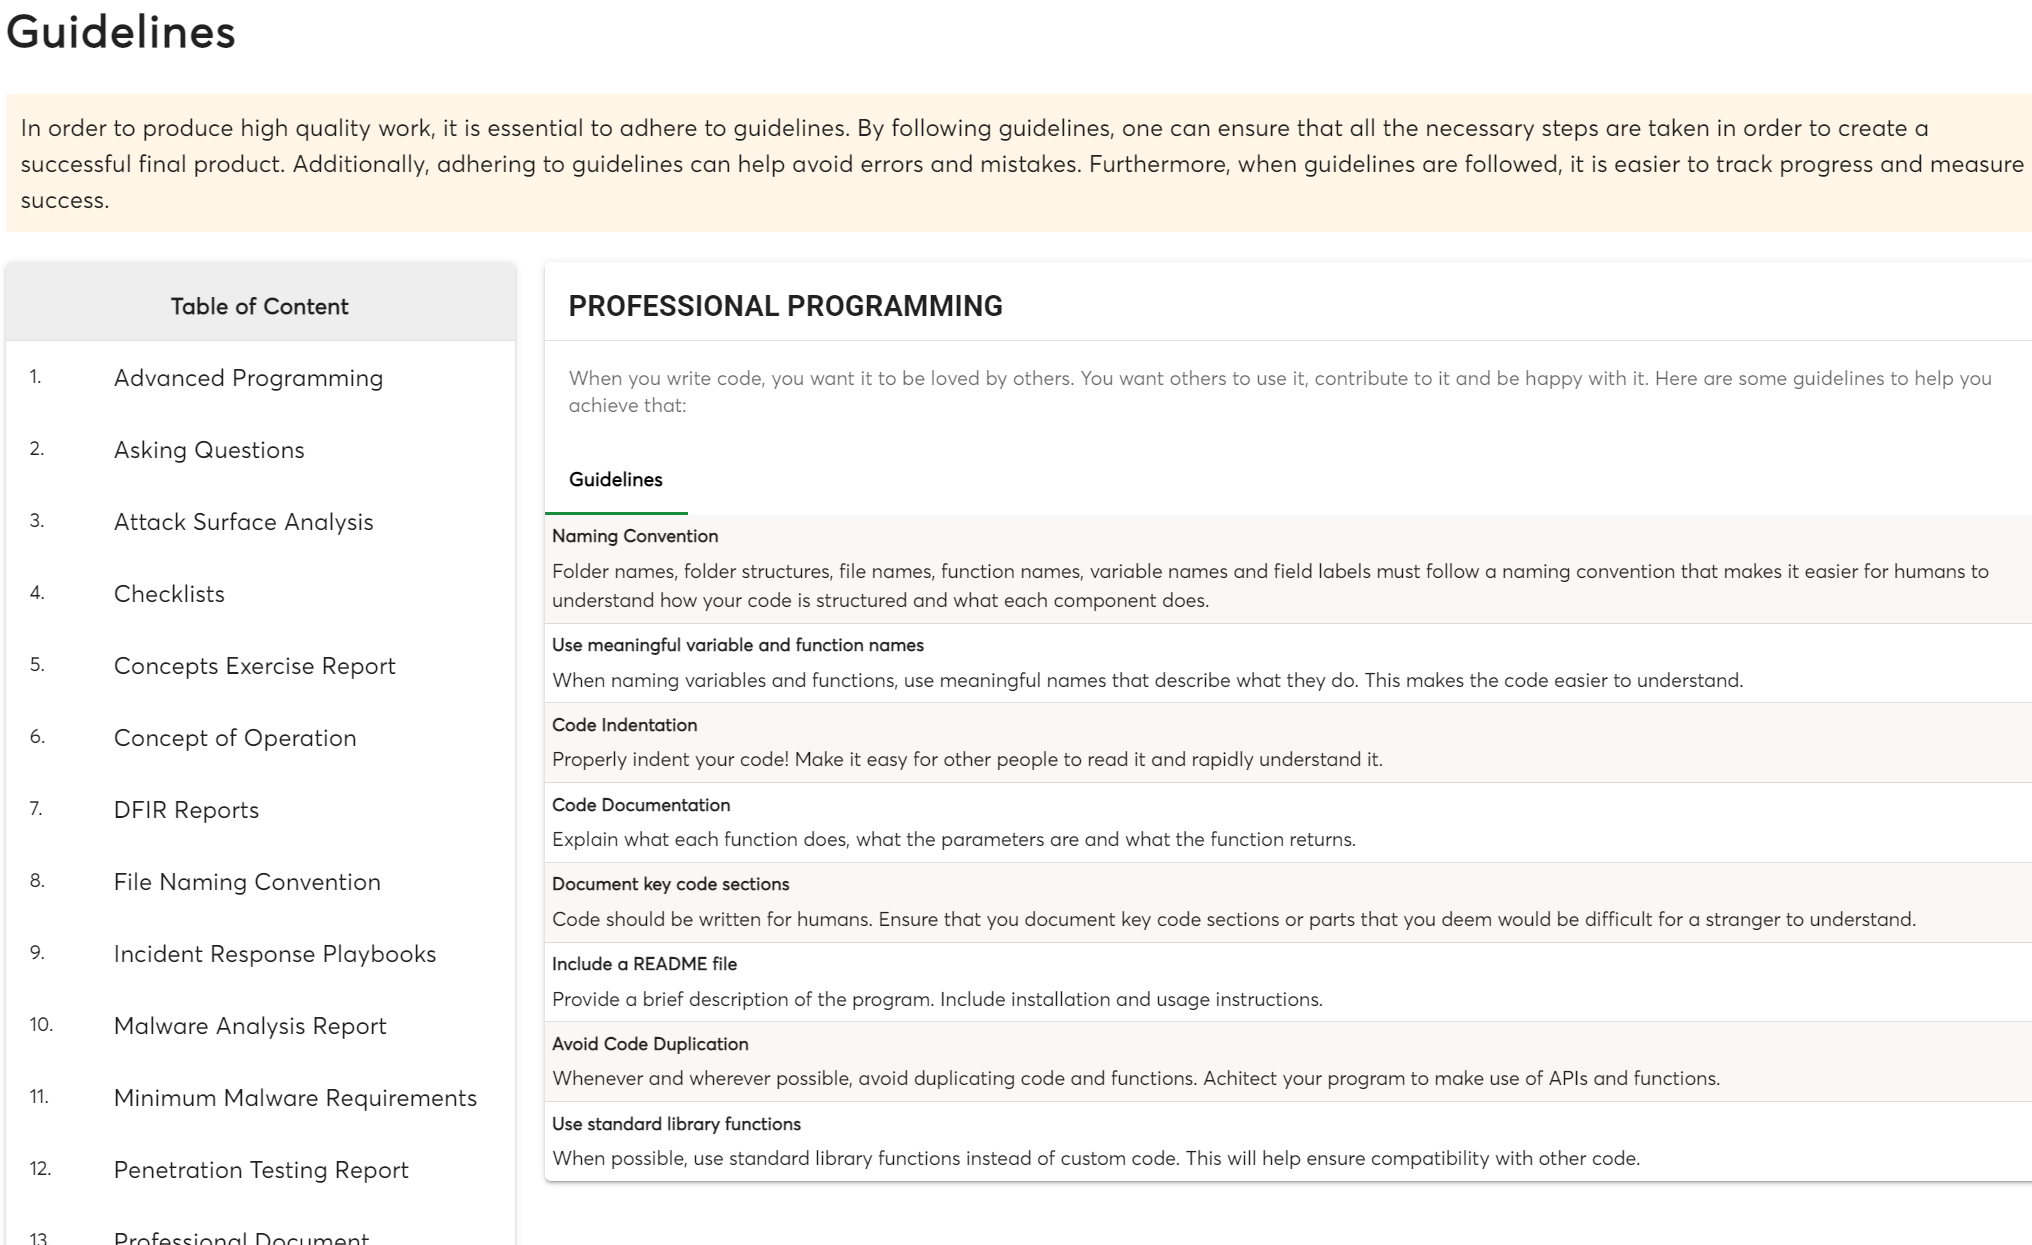 Guidelines
In order to produce high quality work, it is essential to adhere to guidelines. By following guidelines, one can ensure that all the necessary steps are taken in order to create a
successful final product. Additionally, adhering to guidelines can help avoid errors and mistakes. Furthermore, when guidelines are followed, it is easier to track progress and measure
success.
Table of Content
1. Advanced Programming
2. Asking Questions
3. Attack Surface Analysis
4. Checklists
5. Concepts Exercise Report
6. Concept of Operation
7. DFIR Reports
8. File Naming Convention
9. Incident Response Playbooks
10. Malware Analysis Report
11. Minimum Malware Requirements
12. Penetration Testing Report
13. Professional Document
PROFESSIONAL PROGRAMMING
When you write code, you want it to be loved by others. You want others to use it, contribute to it and be happy with it. Here are some guidelines to help you
achieve that:
Guidelines
Naming Convention
Folder names, folder structures, file names, function names, variable names and field labels must follow a naming convention that makes it easier for humans to
understand how your code is structured and what each component does.
Use meaningful variable and function names
When naming variables and functions, use meaningful names that describe what they do. This makes the code easier to understand.
Code Indentation
Properly indent your code! Make it easy for other people to read it and rapidly understand it.
Code Documentation
Explain what each function does, what the parameters are and what the function returns.
Document key code sections
Code should be written for humans. Ensure that you document key code sections or parts that you deem would be difficult for a stranger to understand.
Include a README file
Provide a brief description of the program. Include installation and usage instructions.
Avoid Code Duplication
Whenever and wherever possible, avoid duplicating code and functions. Achitect your program to make use of APIs and functions.
Use standard library functions
When possible, use standard library functions instead of custom code. This will help ensure compatibility with other code.